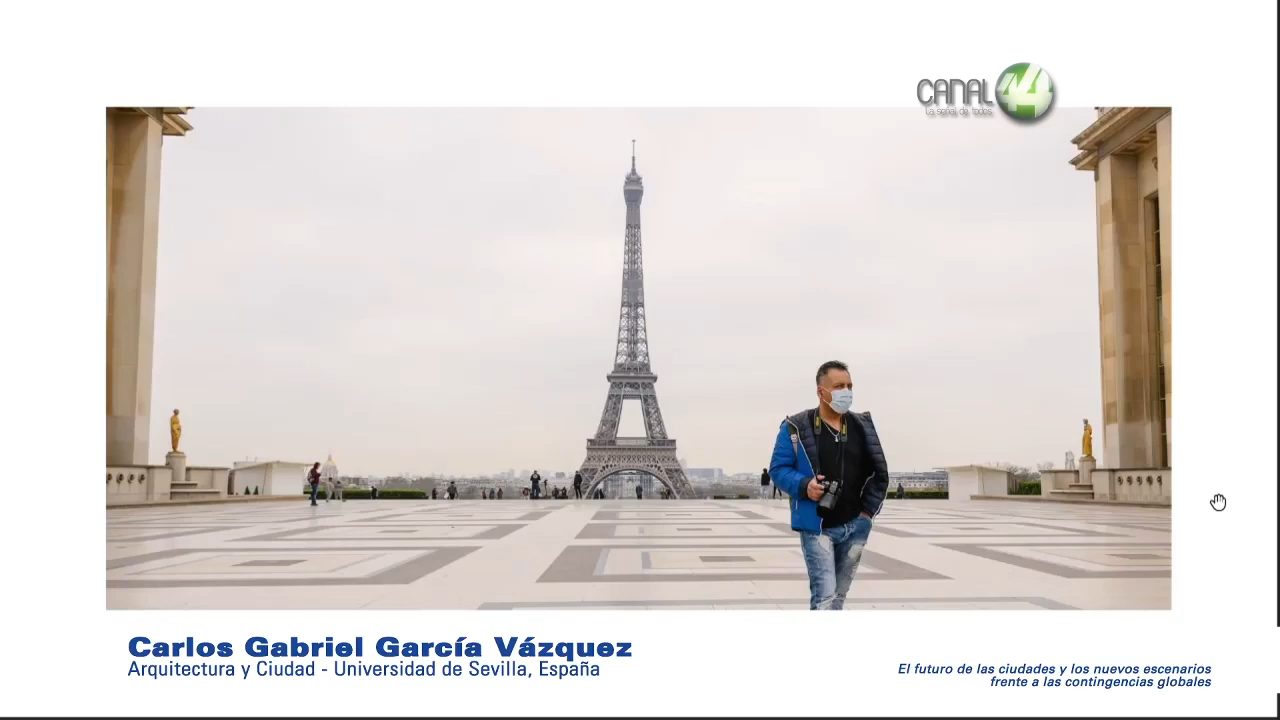 CANAL 44
La señal de todos
Carlos Gabriel García Vázquez
Arquitectura y Ciudad - Universidad de Sevilla, España
El futuro de las ciudades y los nuevos escenarios
frente a las contingencias globales